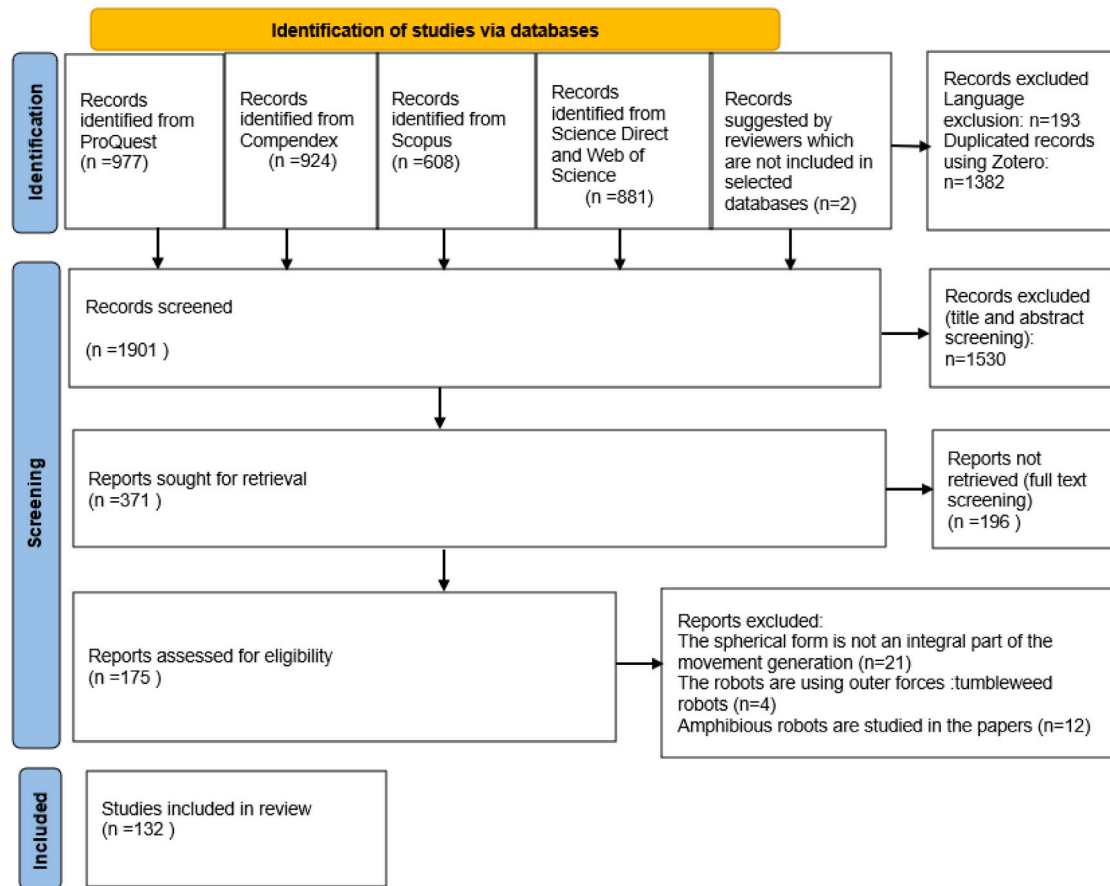 Identification of studies via databases
Identification
Records
identified from
ProQuest
(n =977)
Records
identified from
Compendex
(n =924)
Records
identified from
Scopus
(n =608)
Records
identified from
Science Direct
and Web of
Science
(n =881)
Records
suggested by
reviewers which
are not included in
selected
databases (n=2)
Records excluded
Language
exclusion: n=193
Duplicated records
using Zotero:
n=1382
Screening
Records screened
(n =1901 )
Records excluded
(title and abstract
screening):
n=1530
Reports sought for retrieval
(n =371 )
Reports not
retrieved (full text
screening)
(n =196 )
Reports assessed for eligibility
(n =175 )
Reports excluded:
The spherical form is not an integral part of the
movement generation (n=21)
The robots are using outer forces :tumbleweed
robots (n=4)
Amphibious robots are studied in the papers (n=12)
Included
Studies included in review
(n =132 )